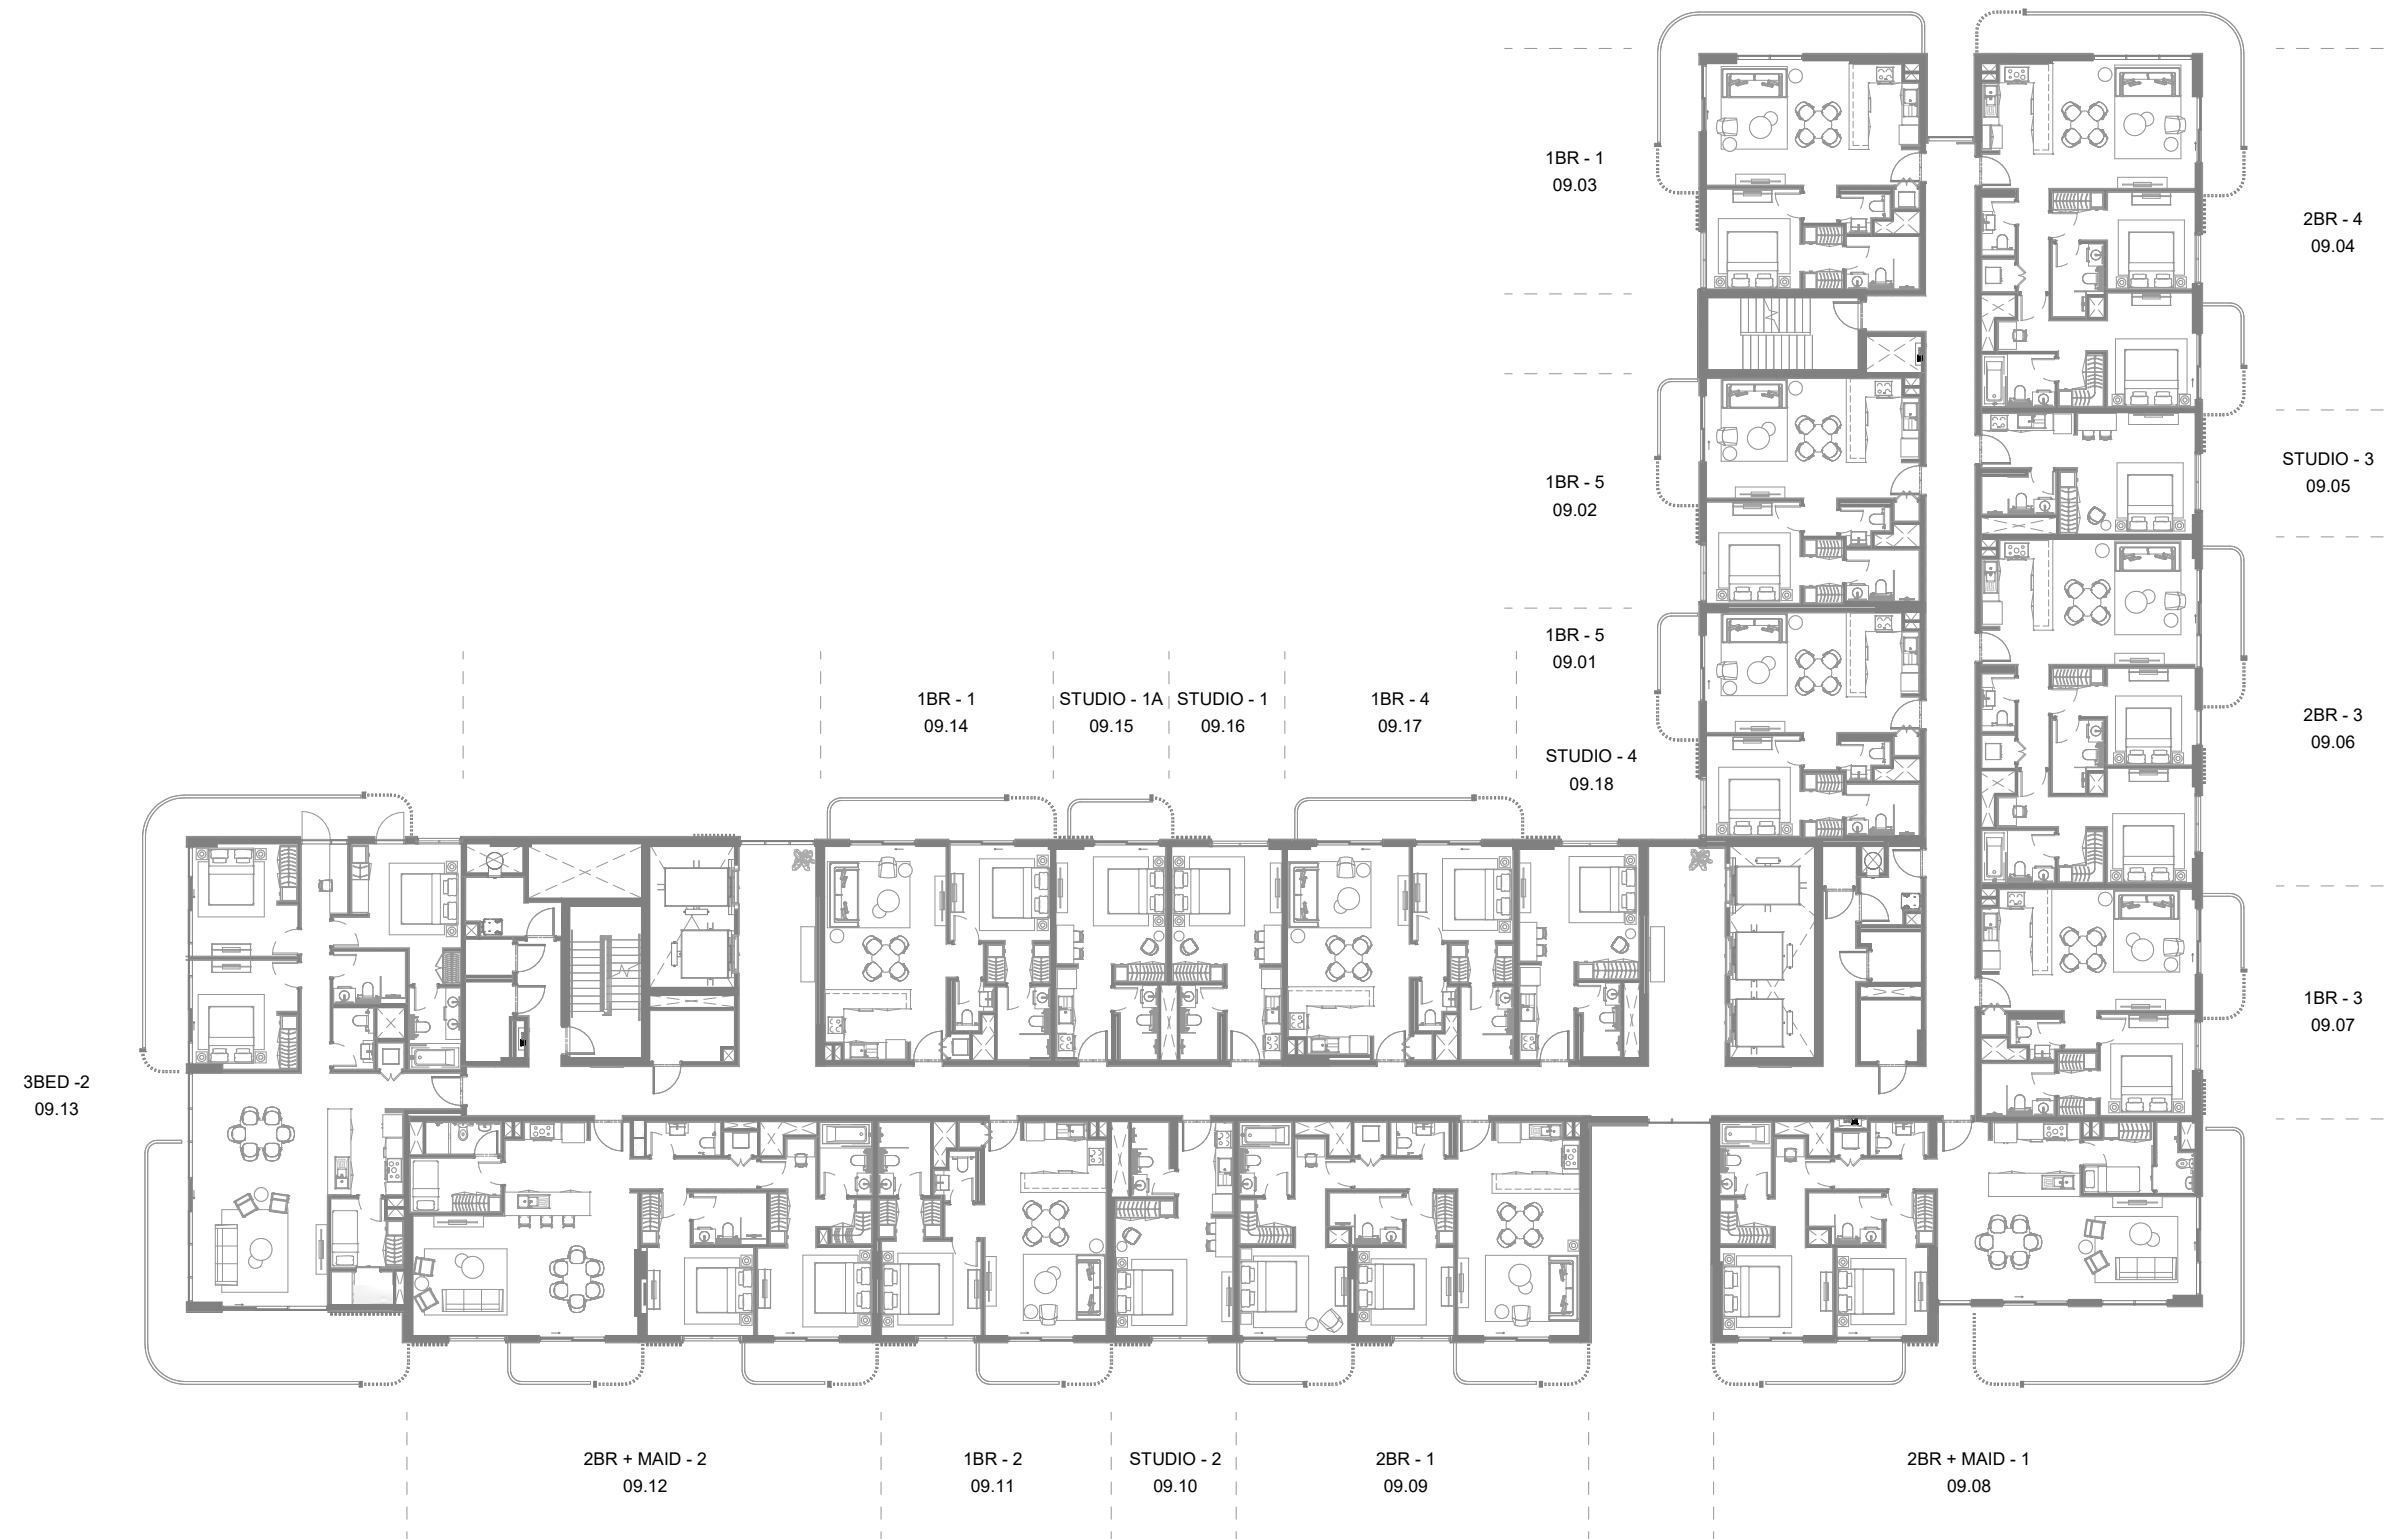 1BR - 1
09.03
2BR - 4
09.04
STUDIO - 3
09.05
1BR - 5
09.02
1BR - 5
09.01
1BR - 1
09.14
STUDIO - 1A
09.15
STUDIO - 1
09.16
1BR - 4
09.17
2BR - 3
09.06
STUDIO - 4
09.18
1BR - 3
09.07
3BED -2
09.13
2BR + MAID - 2
09.12
1BR - 2
09.11
STUDIO - 2
09.10
2BR - 1
09.09
2BR + MAID - 1
09.08